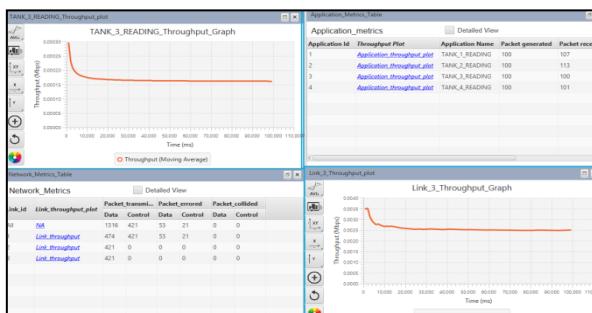 TANK_3_READING_Throughput_plot
TANK_3_READING_Throughput_Graph
Throughput (Mbps)
0.00030
0.00025
0.00020
0.00015
0.00010
0.00005
0 10,000 20,000 30,000 40,000 50,000 60,000 70,000 80,000 90,000 100,000 110,000
Time (ms)
Throughput (Moving Average)
Application_Metrics_Table
Application_metrics Detailed View
Application Id Throughput Plot Application Name Packet generated Packet rece
1 Application_throughput_plot TANK_1_READING 100 107
2 Application_throughput_plot TANK_2_READING 100 113
3 Application_throughput_plot TANK_3_READING 100 100
4 Application_throughput_plot TANK_4_READING 100 101
Network_Metrics_Table
Network_Metrics Detailed View
ink_id Link_throughput_plot Packet_transmi... Packet_errored Packet_collided
Data Control Data Control Data Control
NA 1316 421 53 21 0 0
Link_throughput 474 421 53 21 0 0
Link_throughput 421 0 0 0 0 0
Link_throughput 421 0 0 0 0 0
Link_3_Throughput_plot
Link_3_Throughput_Graph
Throughput (Mbps)
0.0040
0.0035
0.0030
0.0025
0.0020
0.0015
0.0010
0.0005
0.0000
0 10,000 20,000 30,000 40,000 50,000 60,000 70,000 80,000 90,000 100,000
Time (ms)